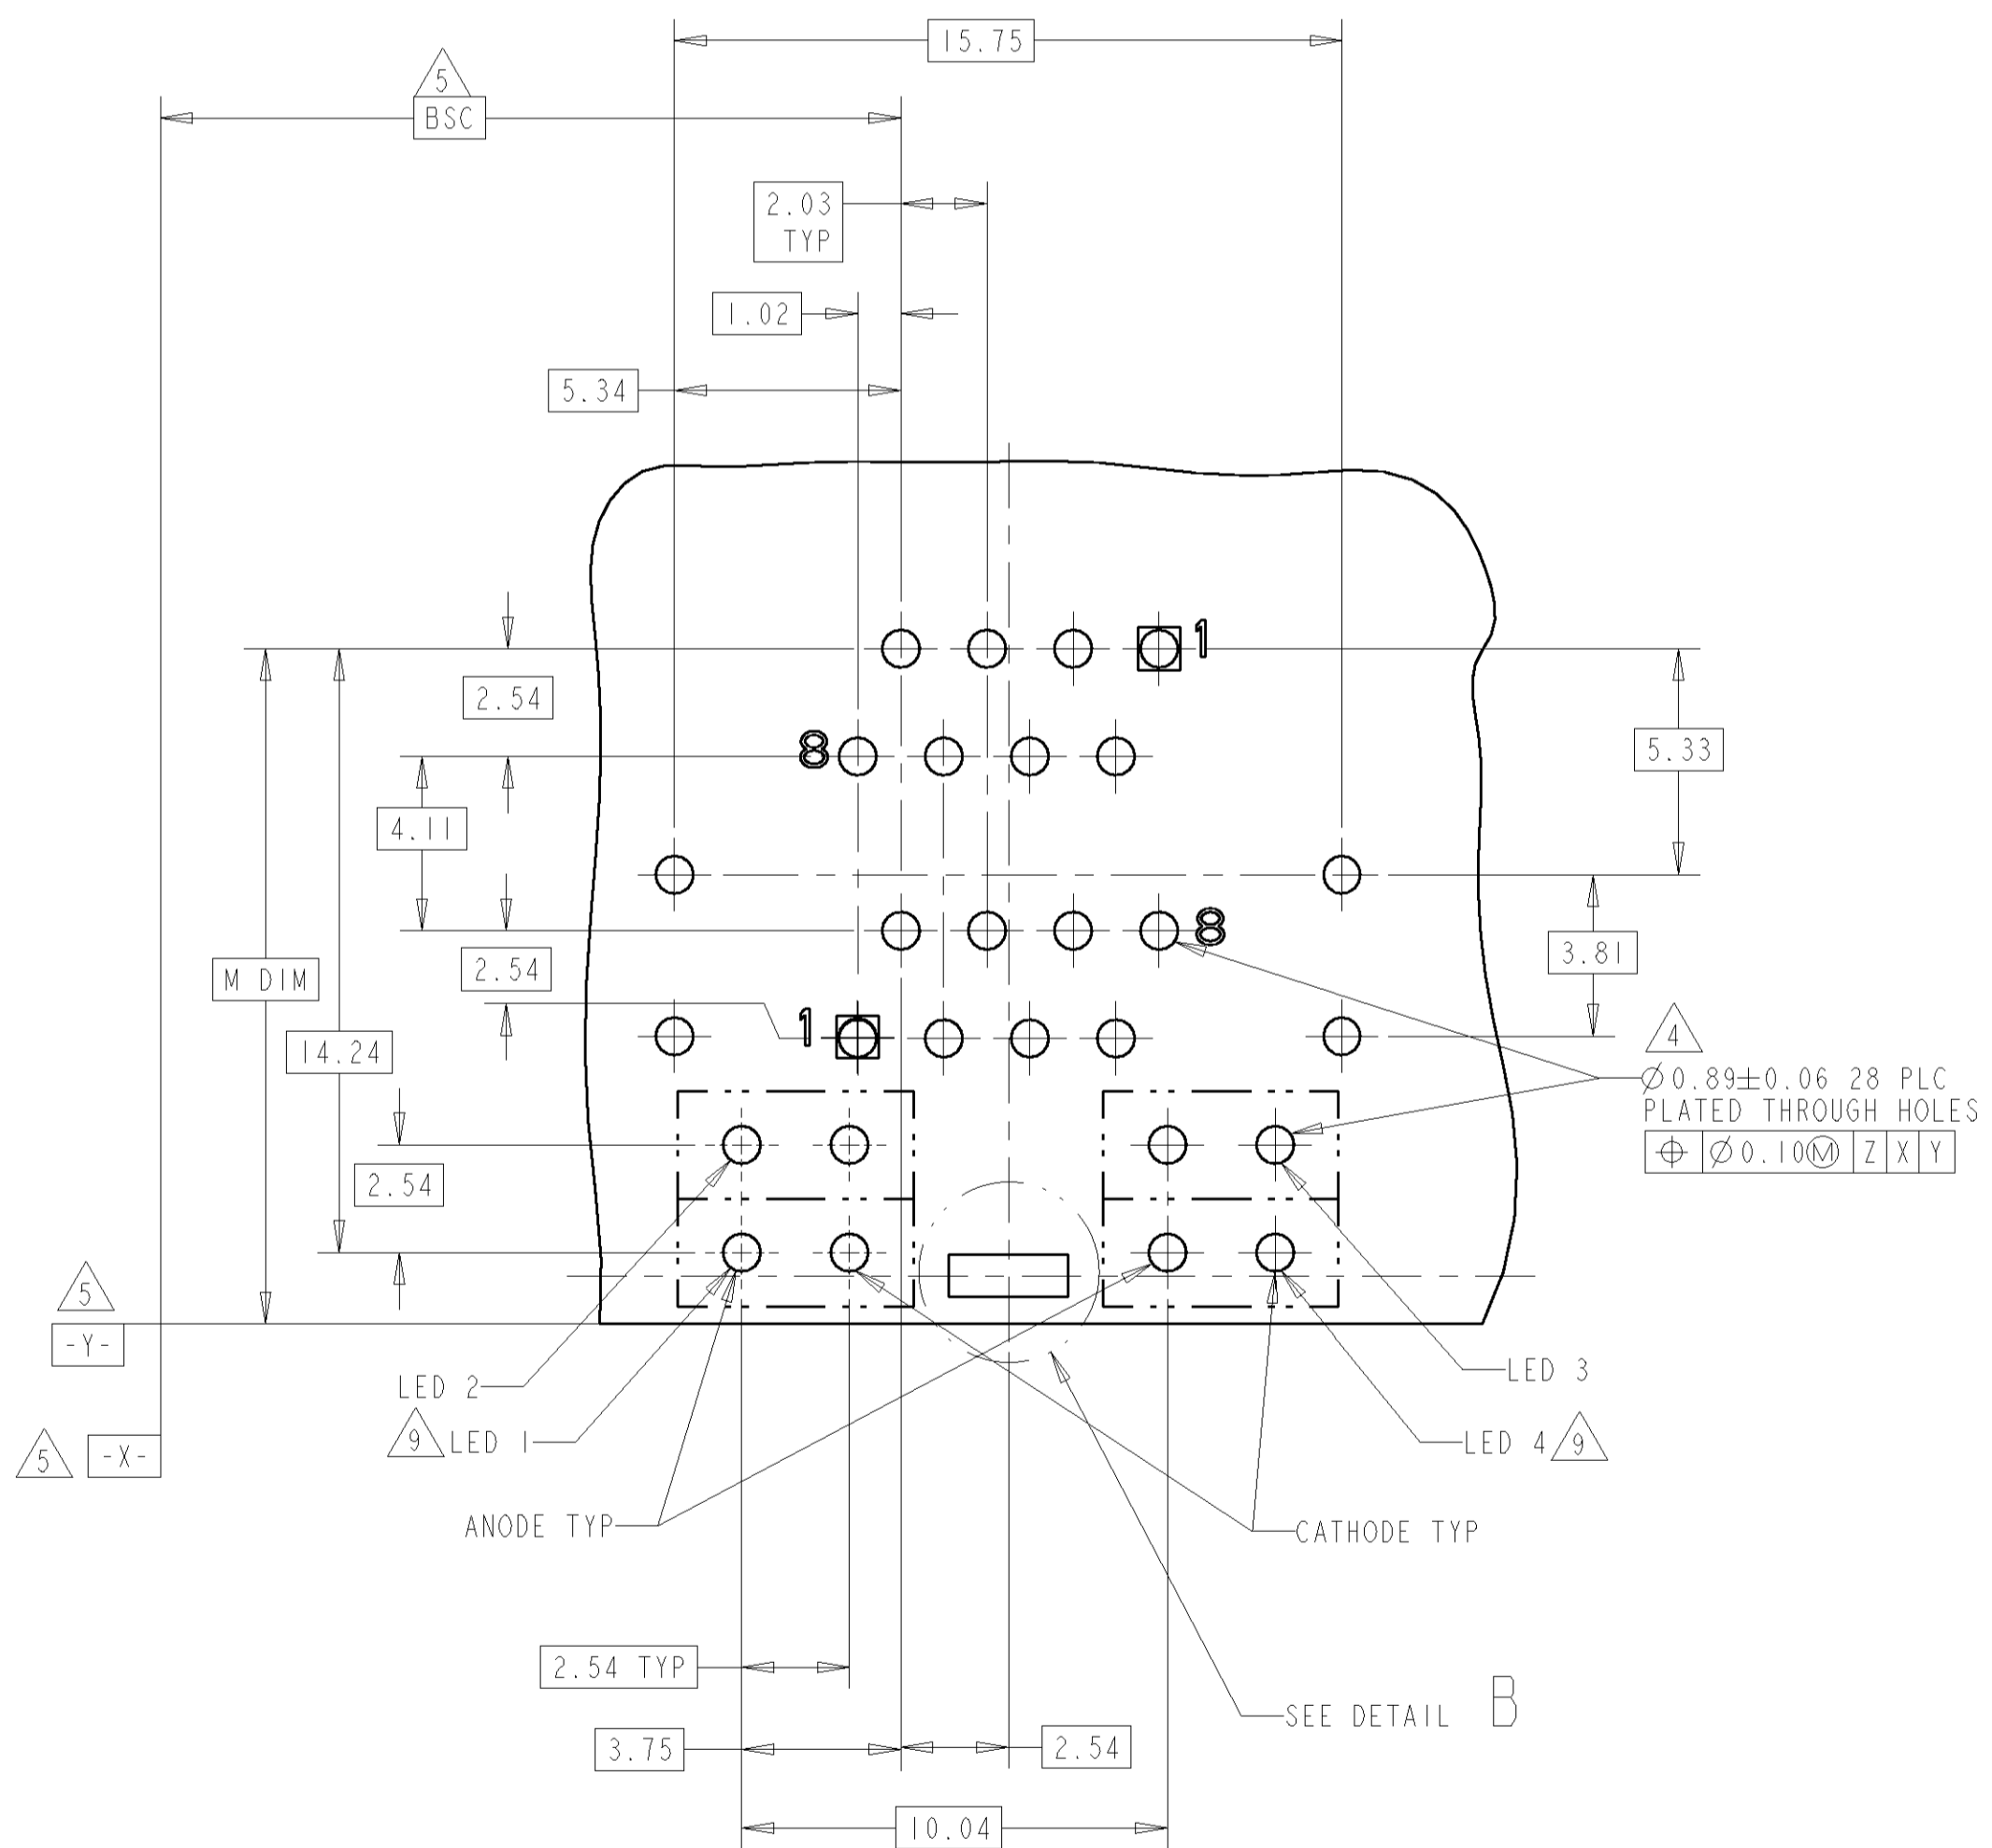 15.75
5
BSC
2.03
TYP
1.02
5.34
1
2.54
8
5.33
4.11
8
2.54
3.81
M DIM
1
14.24
4
Ø0.89±0.06 28 PLC
PLATED THROUGH HOLES
⌖ Ø0.10Ⓜ Z X Y
2.54
5
-Y-
LED 2
LED 3
9 LED 1
LED 4 9
5 -X-
ANODE TYP
CATHODE TYP
2.54 TYP
SEE DETAIL B
3.75
2.54
10.04